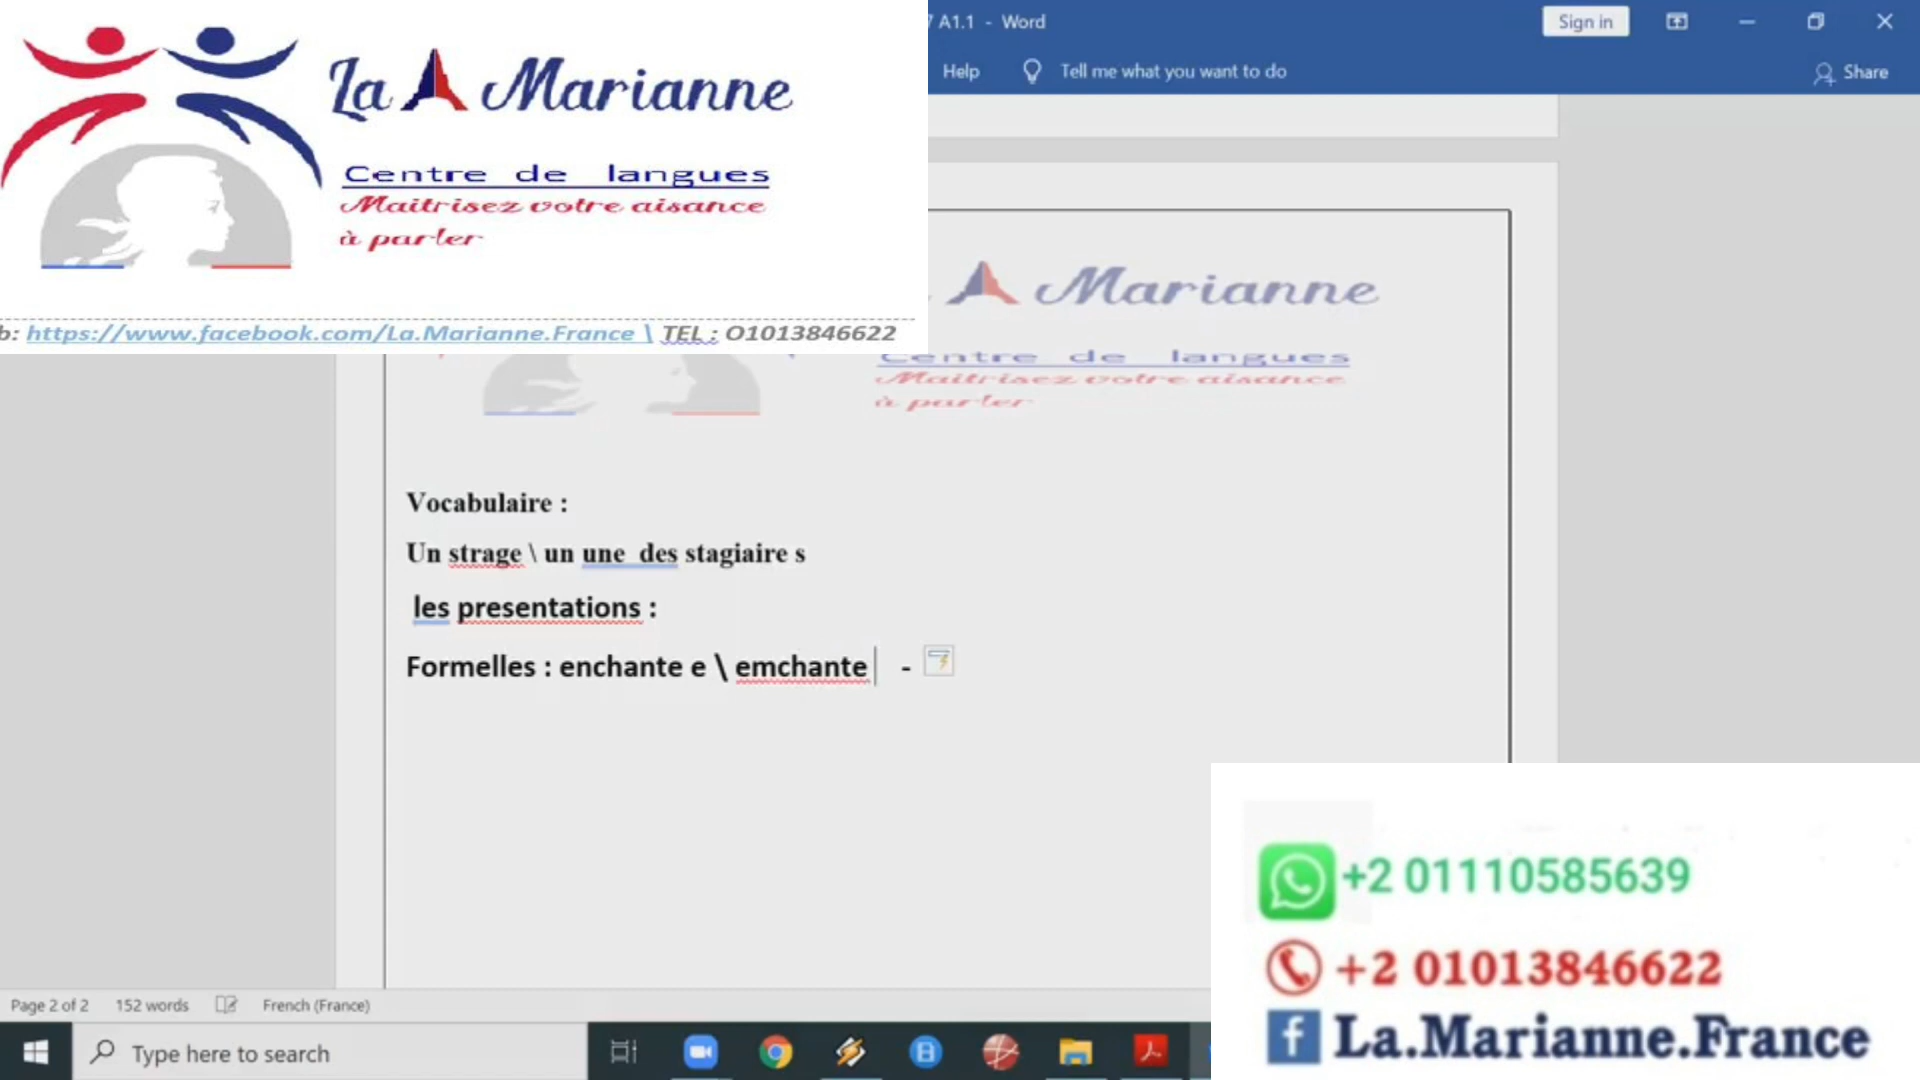 La Marianne
Centre de langues
Maitrisez votre aisance
à parler
b: https://www.facebook.com/La.Marianne.France \ TEL : O1013846622
7 A1.1 - Word
Sign in
Help
Tell me what you want to do
Share
Marianne
Centre de langues
Maitrisez votre aisance
à parler
Vocabulaire :
Un strage \ un une des stagiaire s
les presentations :
Formelles : enchante e \ emchante -
+2 01110585639
+2 01013846622
La.Marianne.France
Page 2 of 2 152 words French (France)
Type here to search